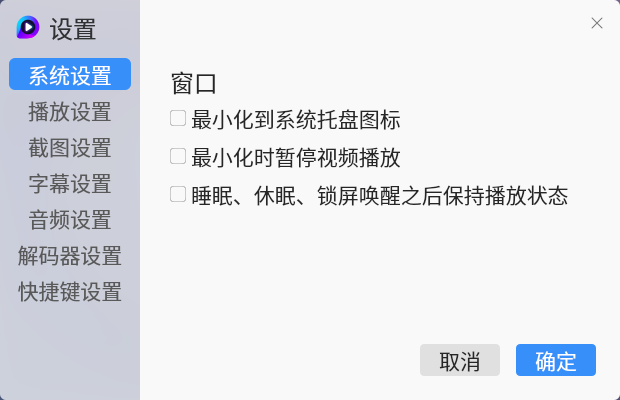 设置
系统设置
播放设置
截图设置
字幕设置
音频设置
解码器设置
快捷键设置
窗口
最小化到系统托盘图标
最小化时暂停视频播放
睡眠、休眠、锁屏唤醒之后保持播放状态
取消
确定